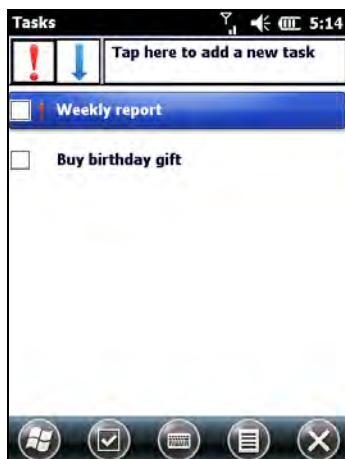 Tasks 5:14
Tap here to add a new task
Weekly report
Buy birthday gift